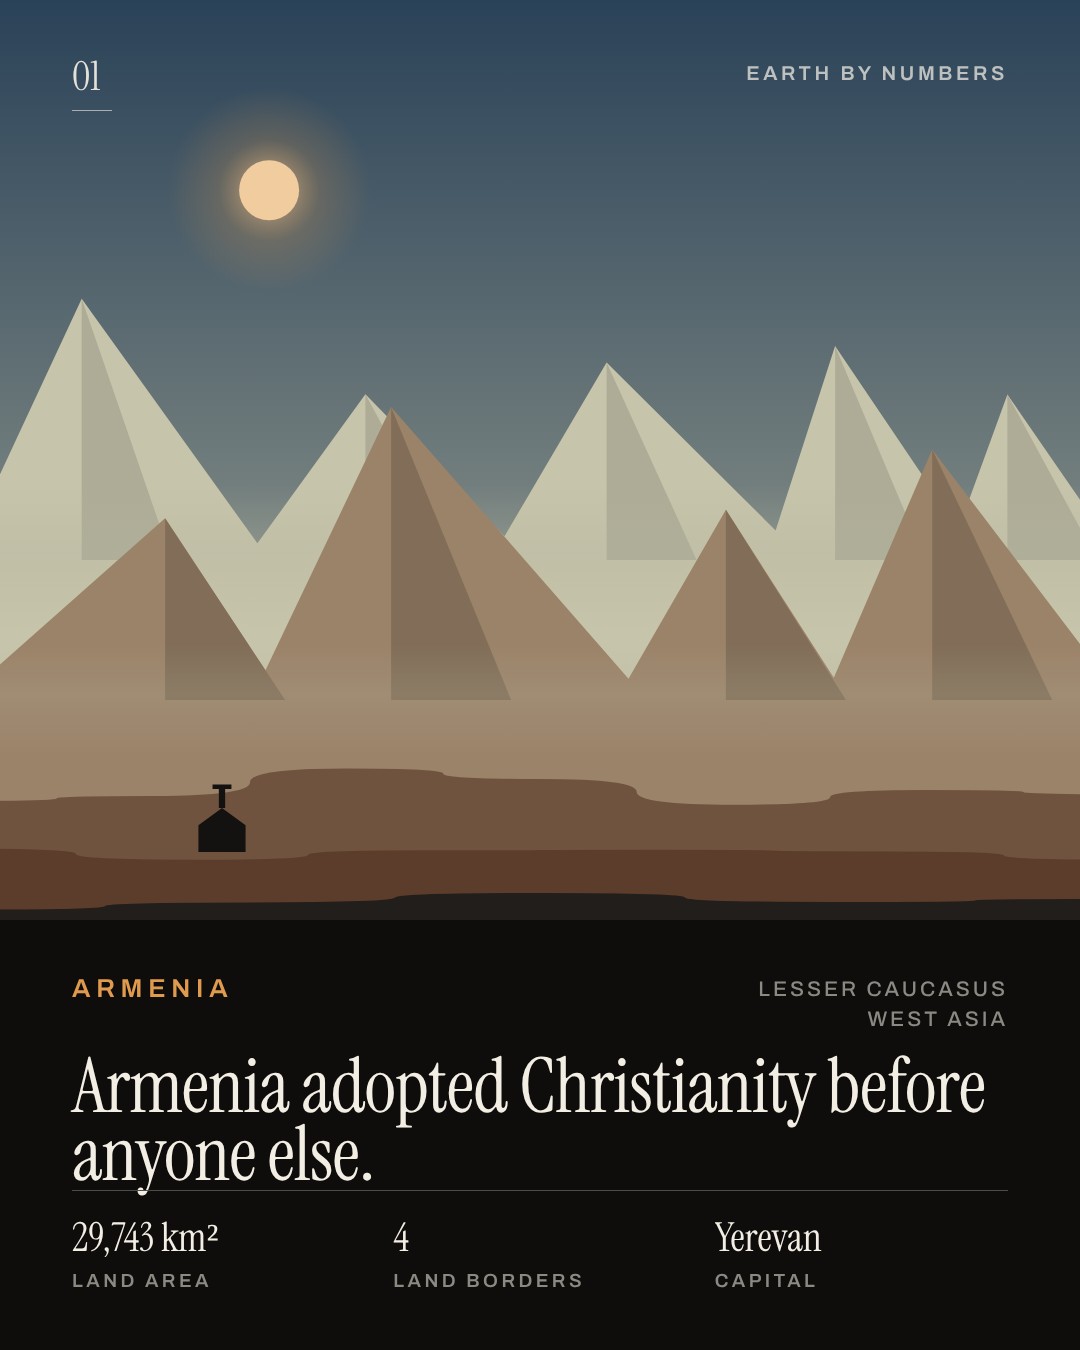 01
EARTH BY NUMBERS
ARMENIA
LESSER CAUCASUS
WEST ASIA
Armenia adopted Christianity before
anyone else.
29,743 km²
LAND AREA
4
LAND BORDERS
Yerevan
CAPITAL